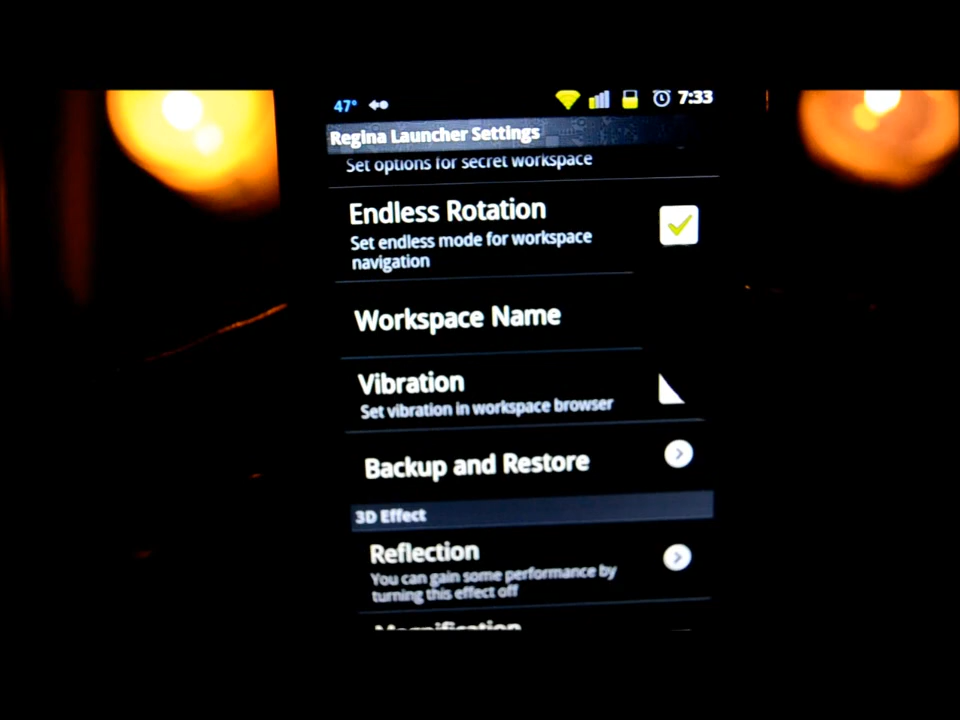 47° 7:33
Regina Launcher Settings
Set options for secret workspace
Endless Rotation
Set endless mode for workspace
navigation
Workspace Name
Vibration
Set vibration in workspace browser
Backup and Restore
3D Effect
Reflection
You can gain some performance by
turning this effect off
Magnification